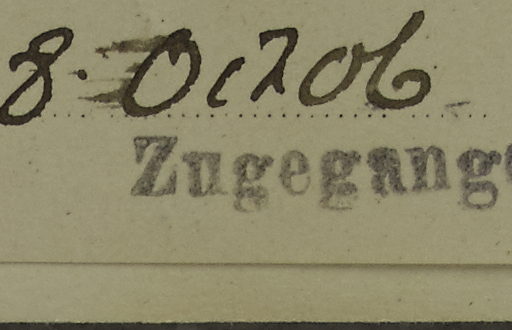 8. Oct 06
Zugegang